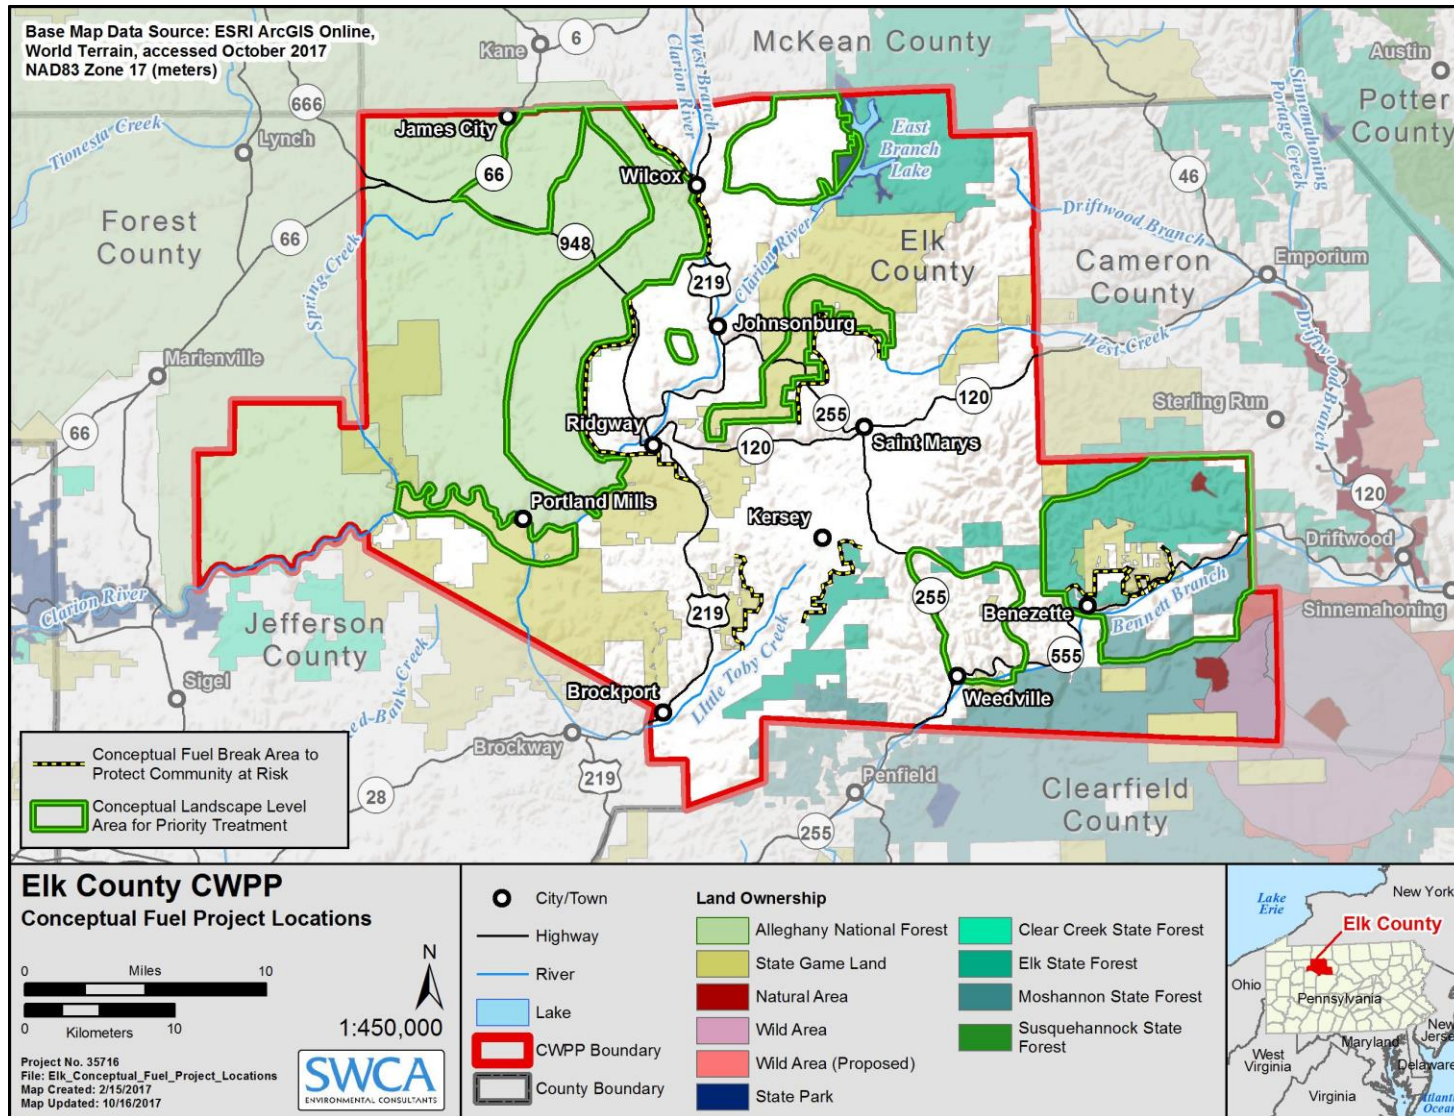 Base Map Data Source: ESRI ArcGIS Online,
World Terrain, accessed October 2017
NAD83 Zone 17 (meters)
Kane
6
McKean County
Austin
Potter
County
666
Lynch
Tionesta Creek
James City
66
West Branch
Clarion River
Wilcox
East
Branch
Lake
Sinnemahoning
Portage Creek
46
Forest
County
66
948
Spring Creek
219
Clarion River
Elk
County
Driftwood Branch
Cameron
County
Emporium
Johnsonburg
West Creek
Driftwood
Branch
Marienville
66
Ridgway
120
255
Saint Marys
120
Sterling Run
120
Portland Mills
Kersey
Driftwood
Clarion River
Jefferson
County
219
255
Benezette
Bennett Branch
Sinnemahoning
Sigel
Little Toby Creek
555
Weedville
Brockport
Brockway
219
28
Penfield
255
Clearfield
County
Conceptual Fuel Break Area to
Protect Community at Risk
Conceptual Landscape Level
Area for Priority Treatment
Elk County CWPP
Conceptual Fuel Project Locations
0 Miles 10
0 Kilometers 10
N
1:450,000
Project No. 35716
File: Elk_Conceptual_Fuel_Project_Locations
Map Created: 2/15/2017
Map Updated: 10/16/2017
SWCA
ENVIRONMENTAL CONSULTANTS
City/Town
Highway
River
Lake
CWPP Boundary
County Boundary
Land Ownership
Alleghany National Forest
State Game Land
Natural Area
Wild Area
Wild Area (Proposed)
State Park
Clear Creek State Forest
Elk State Forest
Moshannon State Forest
Susquehannock State
Forest
Lake
Erie
New York
Elk County
Ohio
Pennsylvania
New
Jerse
Maryland
West
Virginia
Delaware
Virginia